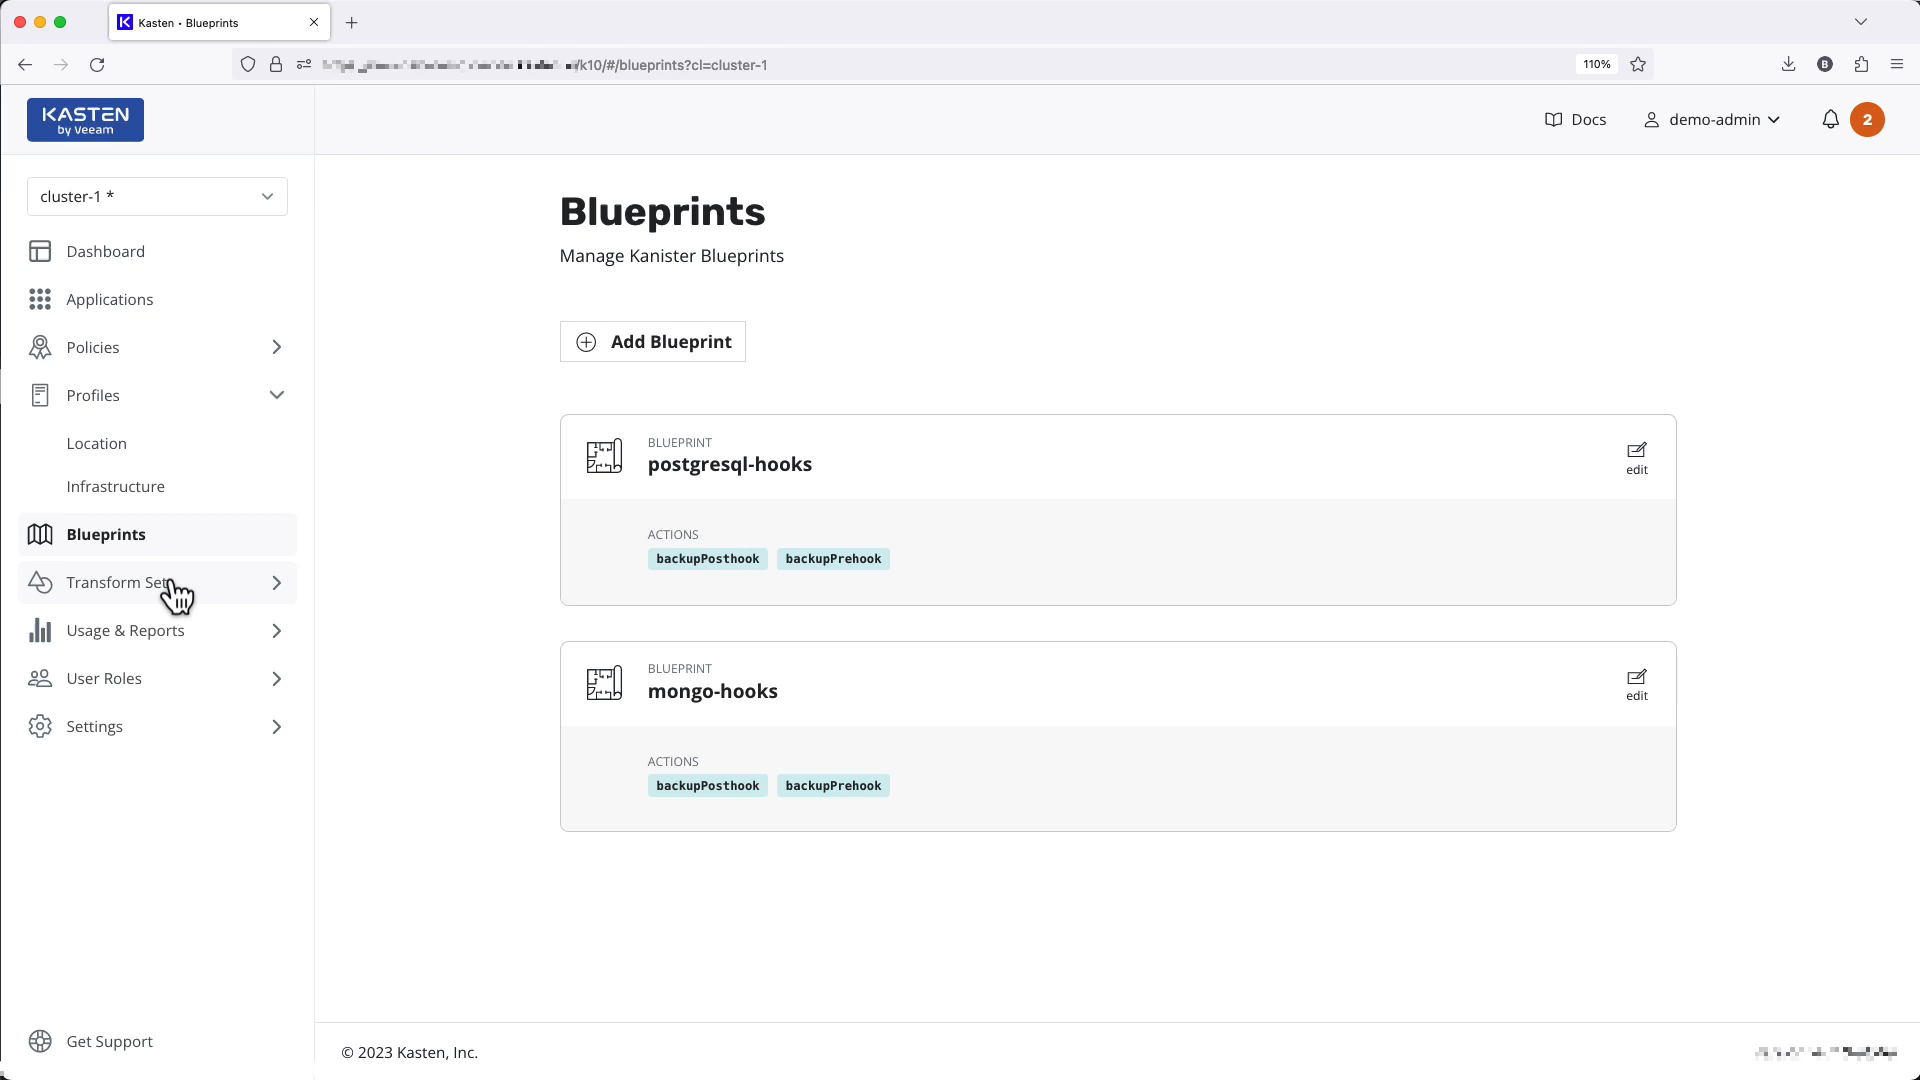 Kasten • Blueprints
/k10/#/blueprints?cl=cluster-1
110%
B
KASTEN
by Veeam
Docs
demo-admin
2
cluster-1 *
Dashboard
Applications
Policies
Profiles
Location
Infrastructure
Blueprints
Transform Set
Usage & Reports
User Roles
Settings
Get Support
Blueprints
Manage Kanister Blueprints
Add Blueprint
BLUEPRINT
postgresql-hooks
edit
ACTIONS
backupPosthook backupPrehook
BLUEPRINT
mongo-hooks
edit
ACTIONS
backupPosthook backupPrehook
© 2023 Kasten, Inc.